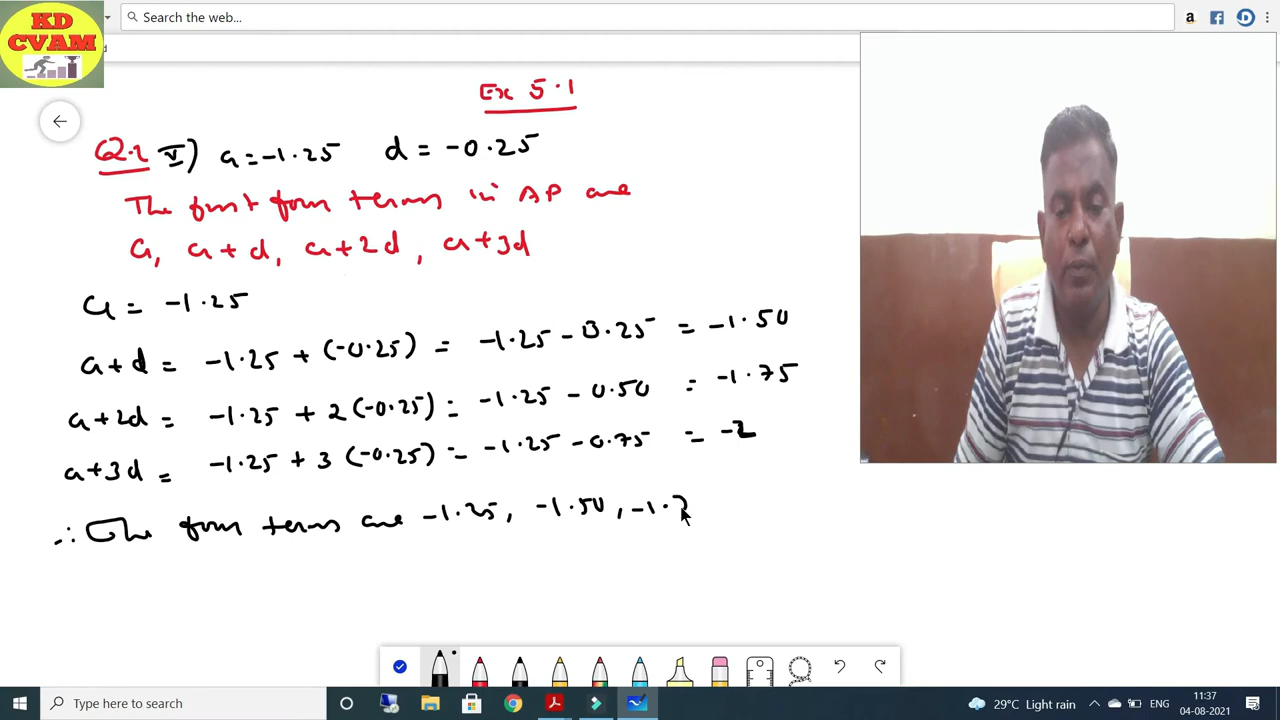 KD
CVAM
Search the web...
Ex 5.1
Q.2 V) a = -1.25 d = -0.25
The first four terms in AP are
a, a+d, a+2d, a+3d
a = -1.25
a+d = -1.25 + (-0.25) = -1.25 - 0.25 = -1.50
a+2d = -1.25 + 2(-0.25) = -1.25 - 0.50 = -1.75
a+3d = -1.25 + 3(-0.25) = -1.25 - 0.75 = -2
∴ The four terms are -1.25, -1.50, -1.7
Type here to search
29°C Light rain
ENG
11:37
04-08-2021